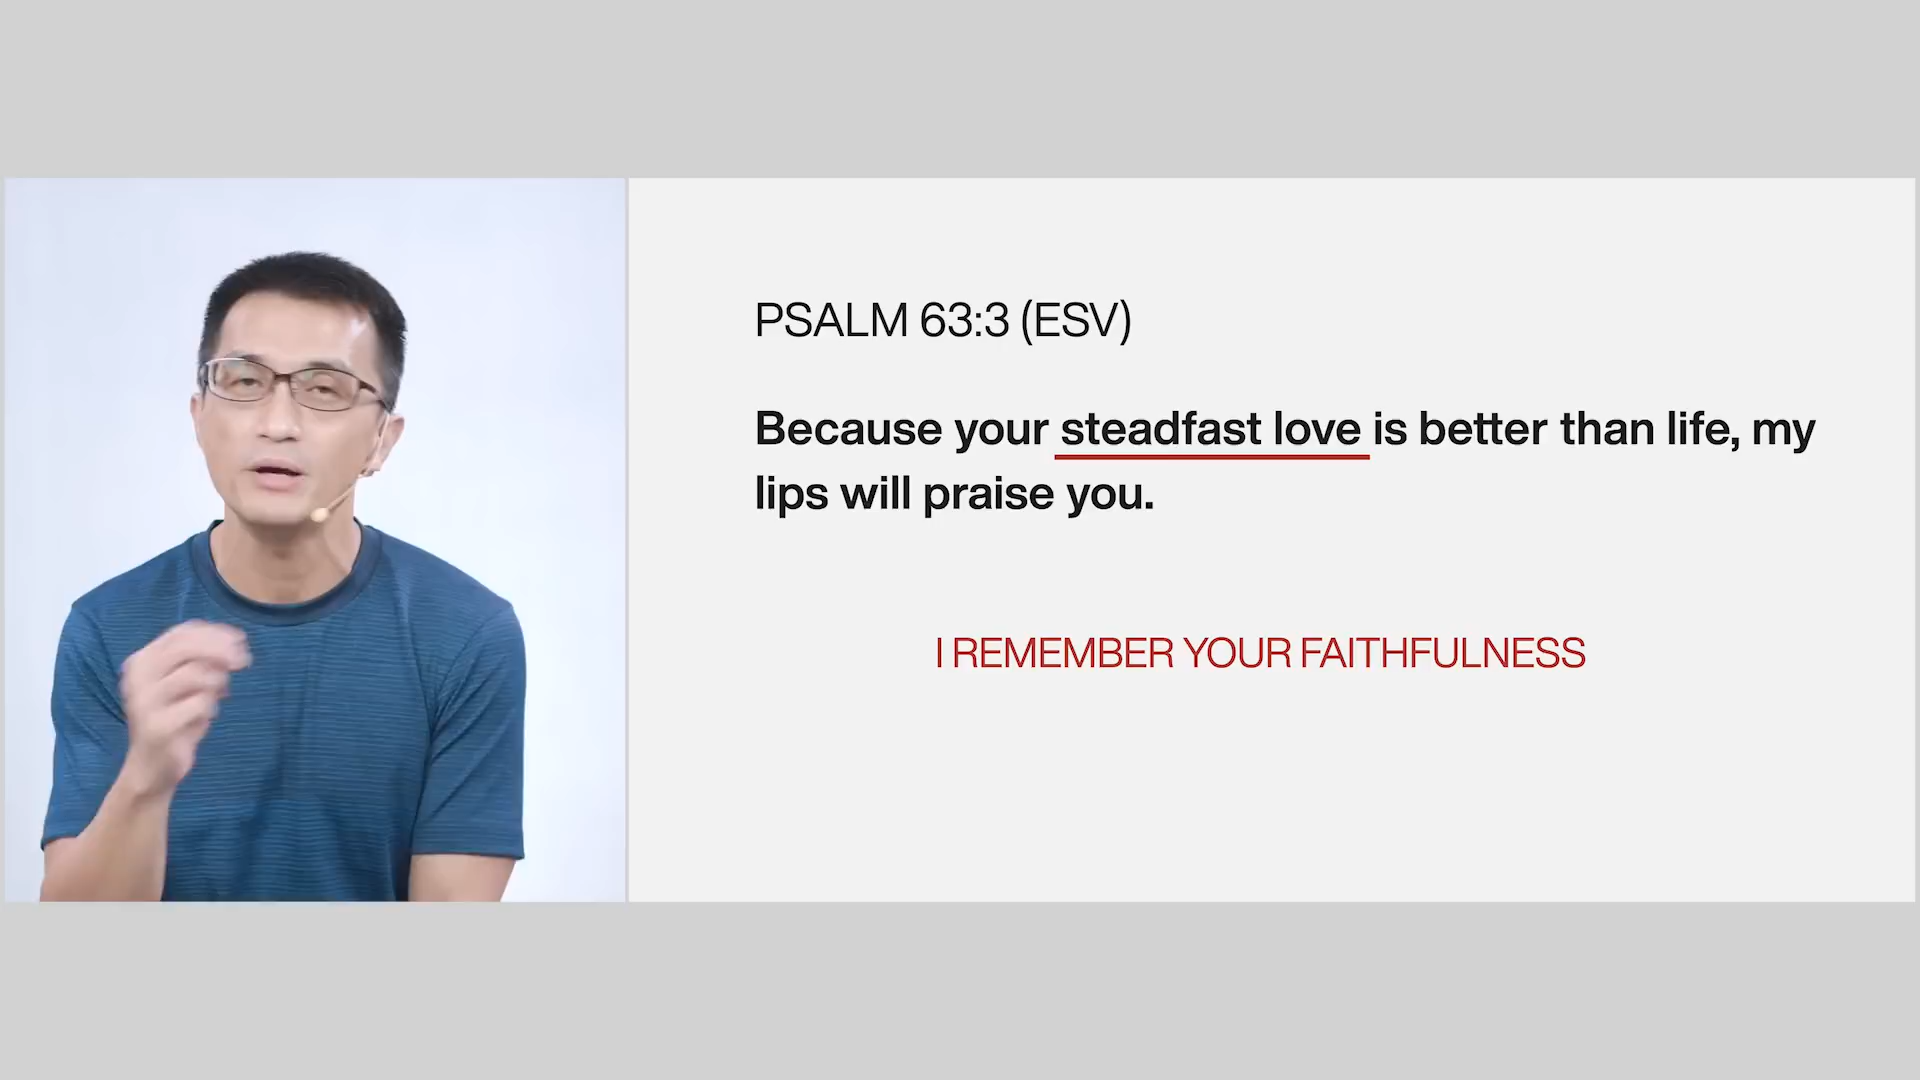 PSALM 63:3 (ESV)
Because your steadfast love is better than life, my
lips will praise you.
I REMEMBER YOUR FAITHFULNESS